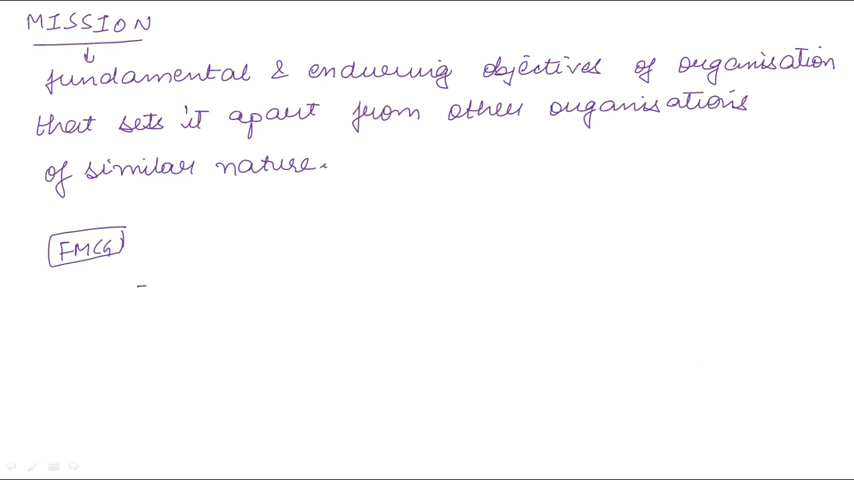 MISSION
fundamental & enduring objectives of organisation
that sets it apart from other organisations
of similar nature.
FMCG
-